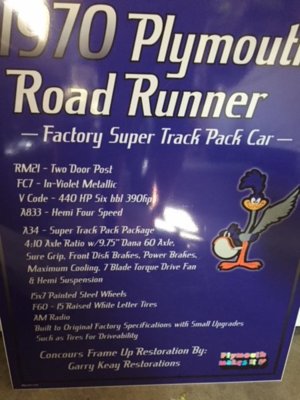 1970 Plymouth
Road Runner
— Factory Super Track Pack Car —
RM21 - Two Door Post
FC7 - In-Violet Metallic
V Code - 440 HP Six bbl 390hp
A833 - Hemi Four Speed
A34 - Super Track Pack Package
4:10 Axle Ratio w/9.75" Dana 60 Axle,
Sure Grip, Front Disk Brakes, Power Brakes,
Maximum Cooling, 7 Blade Torque Drive Fan
& Hemi Suspension
15x7 Painted Steel Wheels
F60 - 15 Raised White Letter Tires
AM Radio
Built to Original Factory Specifications with Small Upgrades
Such as Tires for Driveability
Concours Frame Up Restoration By:
Garry Keay Restorations
Plymouth
makes it